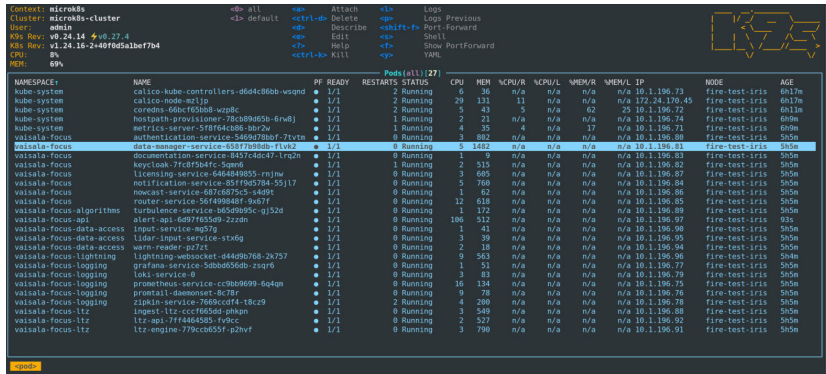 Context: microk8s <0> all <a> Attach <l> Logs
Cluster: microk8s-cluster <1> default <ctrl-d> Delete <p> Logs Previous
User: admin <d> Describe <shift-f> Port-Forward
K9s Rev: v0.24.14 ⚡v0.27.4 <e> Edit <s> Shell
K8s Rev: v1.24.16-2+40f0d5a1bef7b4 <?> Help <f> Show PortForward
CPU: 8% <ctrl-k> Kill <y> YAML
MEM: 69%
Pods(all)[27]
NAMESPACE↑ NAME PF READY RESTARTS STATUS CPU MEM %CPU/R %CPU/L %MEM/R %MEM/L IP NODE AGE
kube-system calico-kube-controllers-d6d4c86bb-wsqnd ● 1/1 2 Running 6 36 n/a n/a n/a n/a 10.1.196.73 fire-test-iris 6h17m
kube-system calico-node-mzljp ● 1/1 2 Running 29 131 11 n/a n/a n/a 172.24.170.45 fire-test-iris 6h17m
kube-system coredns-66bcf65bb8-wzp8c ● 1/1 2 Running 5 43 5 n/a 62 25 10.1.196.72 fire-test-iris 6h11m
kube-system hostpath-provisioner-78cb89d65b-6rw8j ● 1/1 1 Running 2 21 n/a n/a n/a n/a 10.1.196.74 fire-test-iris 6h9m
kube-system metrics-server-5f8f64cb86-bbr2w ● 1/1 1 Running 4 35 4 n/a 17 n/a 10.1.196.71 fire-test-iris 6h9m
vaisala-focus authentication-service-5469d78bbf-7tvtm ● 1/1 0 Running 3 802 n/a n/a n/a n/a 10.1.196.80 fire-test-iris 5h5m
vaisala-focus data-manager-service-658f7b98db-flvk2 ● 1/1 0 Running 5 1482 n/a n/a n/a n/a 10.1.196.81 fire-test-iris 5h5m
vaisala-focus documentation-service-8457c4dc47-lrq2n ● 1/1 0 Running 1 9 n/a n/a n/a n/a 10.1.196.83 fire-test-iris 5h5m
vaisala-focus keycloak-7fc8f5b4fc-5qmn6 ● 1/1 1 Running 2 515 n/a n/a n/a n/a 10.1.196.82 fire-test-iris 5h5m
vaisala-focus licensing-service-6464849855-rnjnw ● 1/1 0 Running 3 605 n/a n/a n/a n/a 10.1.196.87 fire-test-iris 5h5m
vaisala-focus notification-service-85ff9d5784-55jl7 ● 1/1 0 Running 5 760 n/a n/a n/a n/a 10.1.196.84 fire-test-iris 5h5m
vaisala-focus nowcast-service-687c6875c5-s4d9t ● 1/1 0 Running 1 62 n/a n/a n/a n/a 10.1.196.86 fire-test-iris 5h5m
vaisala-focus router-service-56f499848f-9x67f ● 1/1 0 Running 12 618 n/a n/a n/a n/a 10.1.196.85 fire-test-iris 5h5m
vaisala-focus-algorithms turbulence-service-b65d9b95c-gj52d ● 1/1 0 Running 1 172 n/a n/a n/a n/a 10.1.196.89 fire-test-iris 5h5m
vaisala-focus-api alert-api-6d97f655d9-2zzdn ● 1/1 0 Running 106 512 n/a n/a n/a n/a 10.1.196.97 fire-test-iris 93s
vaisala-focus-data-access input-service-mg57g ● 1/1 0 Running 1 41 n/a n/a n/a n/a 10.1.196.90 fire-test-iris 5h5m
vaisala-focus-data-access lidar-input-service-stx6g ● 1/1 0 Running 3 39 n/a n/a n/a n/a 10.1.196.95 fire-test-iris 5h5m
vaisala-focus-data-access warn-reader-pz7zt ● 1/1 0 Running 2 18 n/a n/a n/a n/a 10.1.196.94 fire-test-iris 5h5m
vaisala-focus-lightning lightning-websocket-d44d9b768-2k757 ● 1/1 0 Running 9 563 n/a n/a n/a n/a 10.1.196.96 fire-test-iris 5h4m
vaisala-focus-logging grafana-service-5dbbd656db-zsqr6 ● 1/1 0 Running 1 51 n/a n/a n/a n/a 10.1.196.77 fire-test-iris 5h5m
vaisala-focus-logging loki-service-0 ● 1/1 0 Running 3 83 n/a n/a n/a n/a 10.1.196.79 fire-test-iris 5h5m
vaisala-focus-logging prometheus-service-cc9bb9699-6q4qm ● 1/1 0 Running 16 134 n/a n/a n/a n/a 10.1.196.75 fire-test-iris 5h5m
vaisala-focus-logging promtail-daemonset-8c78r ● 1/1 0 Running 9 78 n/a n/a n/a n/a 10.1.196.76 fire-test-iris 5h5m
vaisala-focus-logging zipkin-service-7669ccdf4-t8cz9 ● 1/1 2 Running 4 200 n/a n/a n/a n/a 10.1.196.78 fire-test-iris 5h5m
vaisala-focus-ltz ingest-ltz-cccf665dd-phkpn ● 1/1 0 Running 3 549 n/a n/a n/a n/a 10.1.196.88 fire-test-iris 5h5m
vaisala-focus-ltz ltz-api-7ff4464585-fv9cc ● 1/1 0 Running 2 527 n/a n/a n/a n/a 10.1.196.92 fire-test-iris 5h5m
vaisala-focus-ltz ltz-engine-779ccb655f-p2hvf ● 1/1 0 Running 3 790 n/a n/a n/a n/a 10.1.196.91 fire-test-iris 5h5m
<pod>